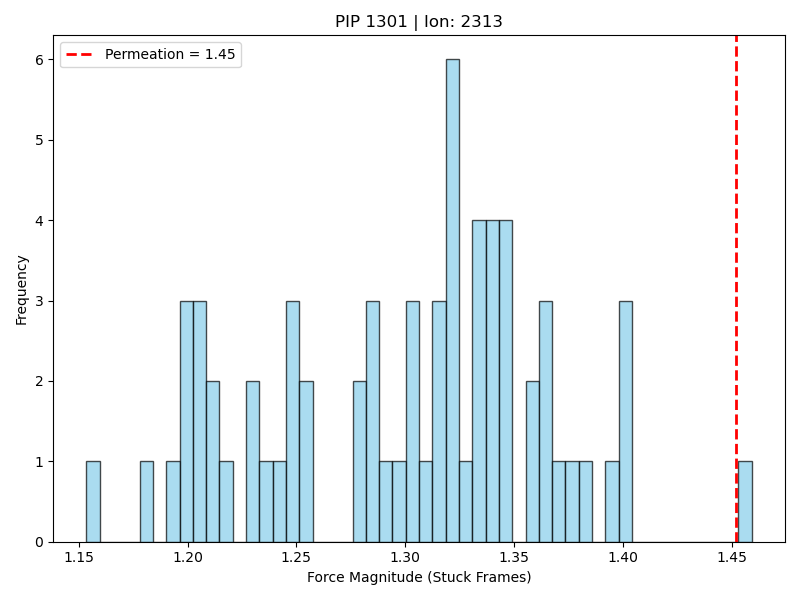 PIP 1301 | Ion: 2313
Permeation = 1.45
Frequency
6
5
4
3
2
1
0
1.15 1.20 1.25 1.30 1.35 1.40 1.45
Force Magnitude (Stuck Frames)